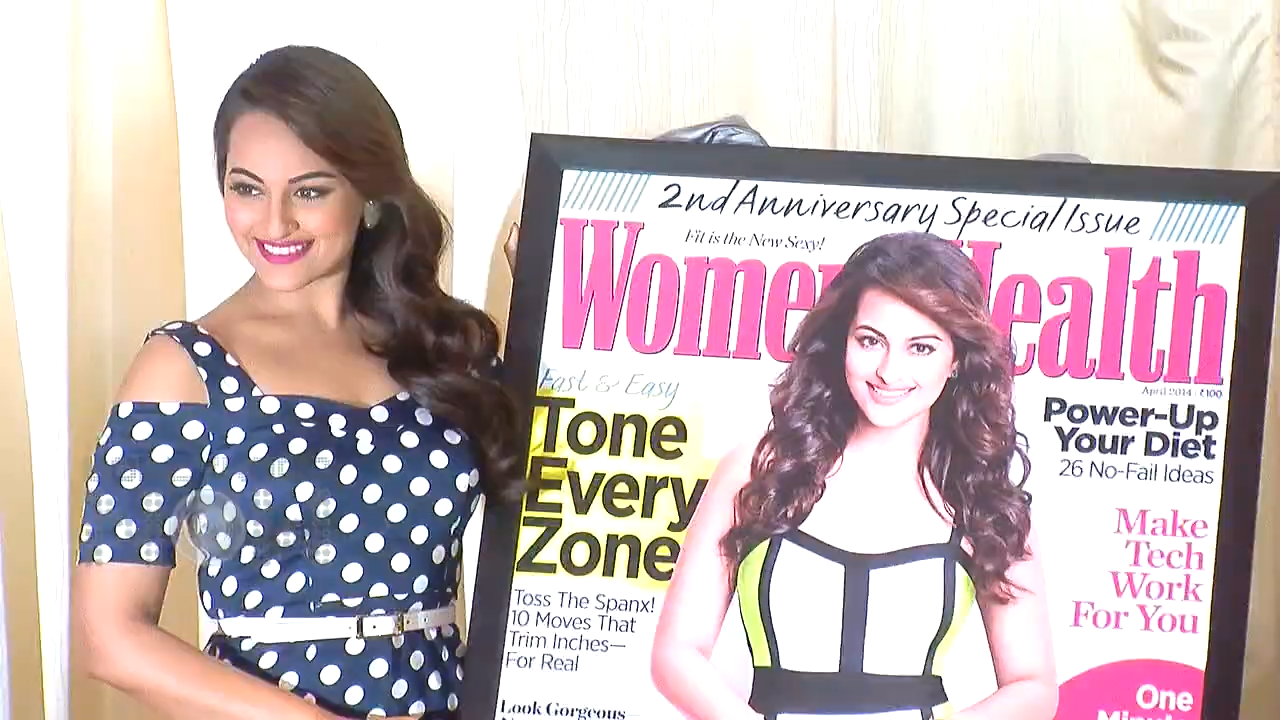 2nd Anniversary Special Issue
Fit is the New Sexy!
Women Health
April 2014 ₹100
Fast & Easy
Tone
Every
Zone
Toss The Spanx!
10 Moves That
Trim Inches—
For Real
Look Gorgeous—
Power-Up
Your Diet
26 No-Fail Ideas
Make
Tech
Work
For You
One